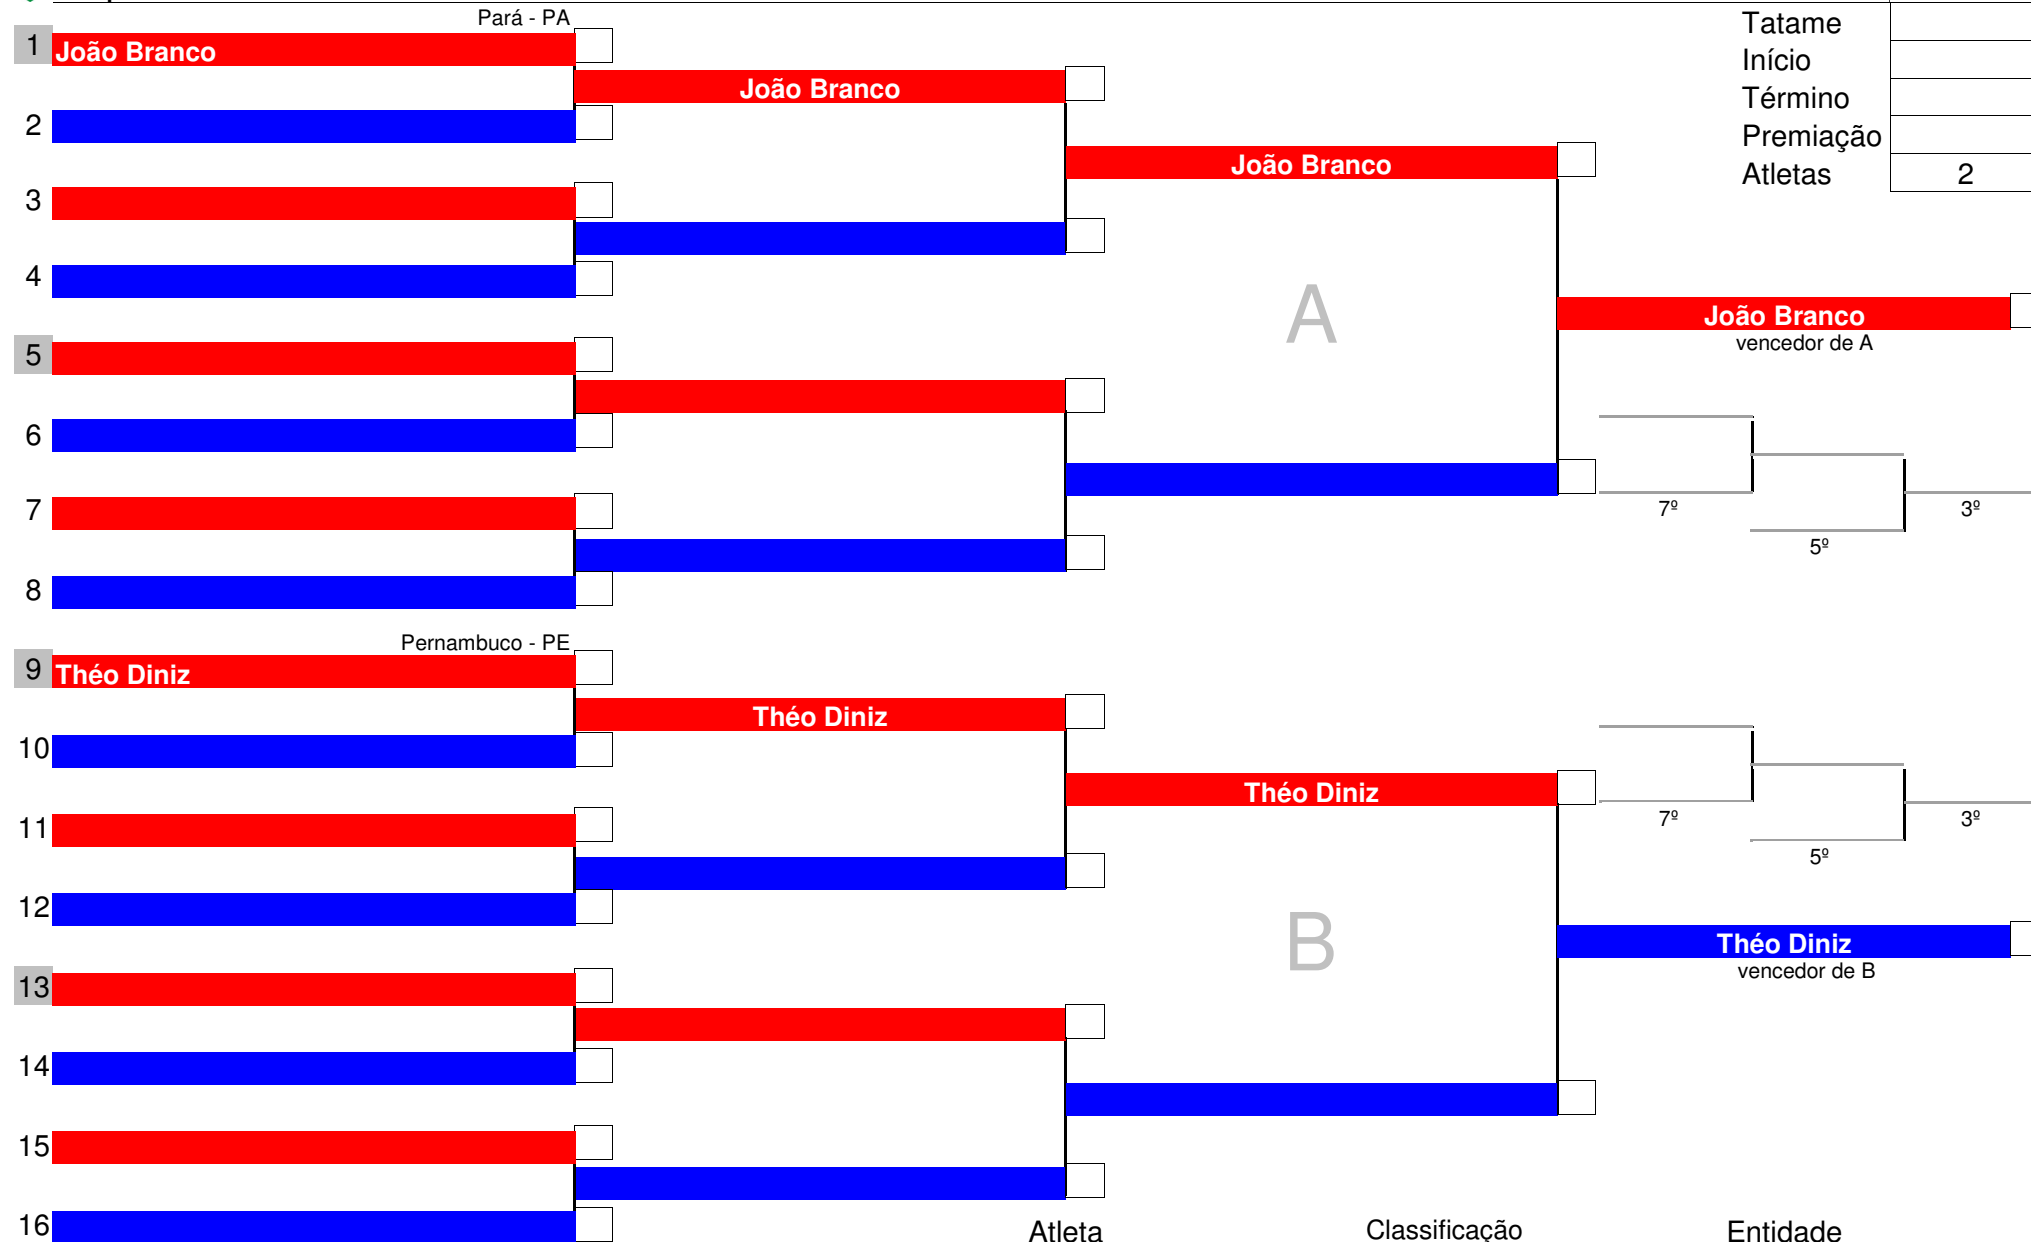 Pará - PA
Tatame
1 João Branco
Início
João Branco
Término
2
Premiação
João Branco
Atletas 2
3
4
A
João Branco
vencedor de A
5
6
7
7º 3º
5º
8
Pernambuco - PE
9 Théo Diniz
Théo Diniz
10
Théo Diniz
11
7º 3º
5º
12
B
Théo Diniz
vencedor de B
13
14
15
16
Atleta Classificação Entidade